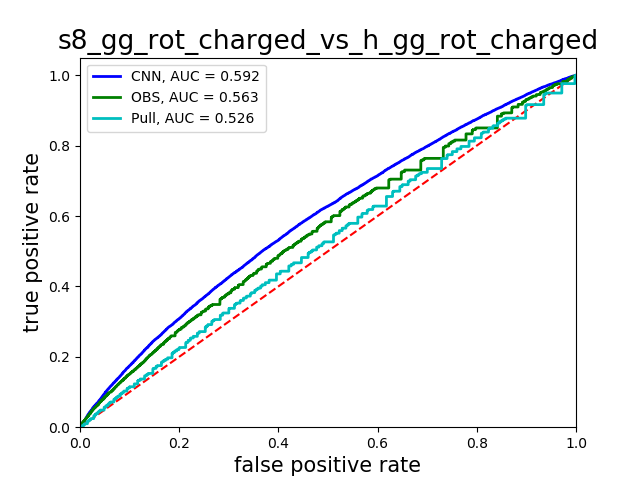 s8_gg_rot_charged_vs_h_gg_rot_charged
CNN, AUC = 0.592
OBS, AUC = 0.563
Pull, AUC = 0.526
true positive rate
1.0
0.8
0.6
0.4
0.2
0.0
0.0 0.2 0.4 0.6 0.8 1.0
false positive rate